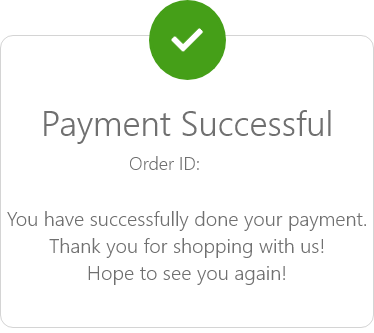 Payment Successful
Order ID:
You have successfully done your payment.
Thank you for shopping with us!
Hope to see you again!